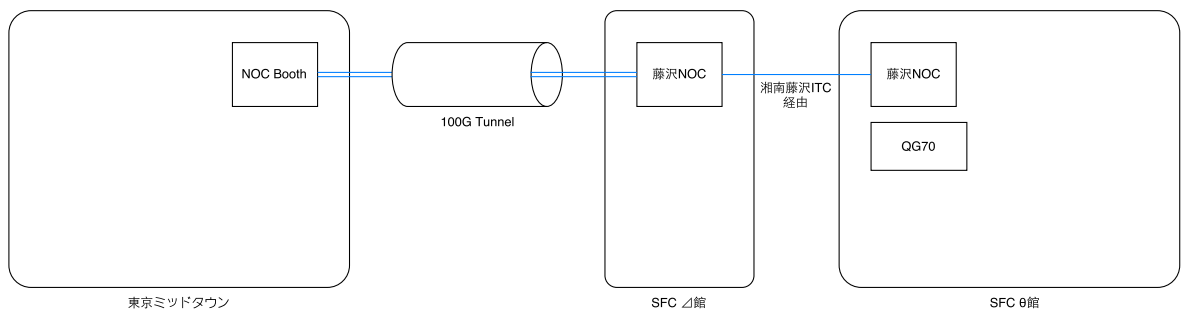 NOC Booth
100G Tunnel
藤沢NOC
湘南藤沢ITC
経由
藤沢NOC
QG70
東京ミッドタウン
SFC ⊿館
SFC θ館